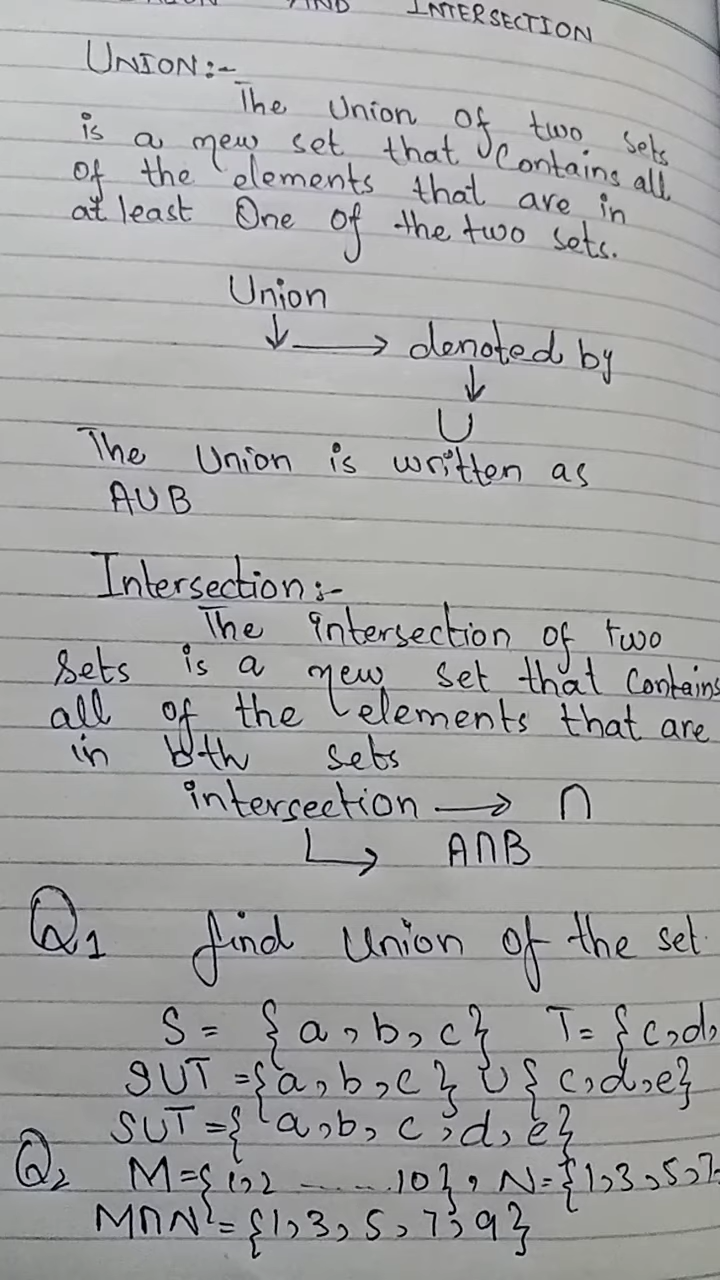 AND INTERSECTION
UNION:-
The Union of two sets
is a new set that Contains all
of the elements that are in
at least One of the two sets.
Union
↓ → denoted by
↓
U
The Union is written as
AUB
Intersection:-
The intersection of two
Sets is a new set that Contains
all of the elements that are
in both sets
intersection → ∩
↳ A∩B
Q1 find Union of the set
S = {a, b, c} T = {c, d,
SUT = {a, b, c} U {c, d, e}
SUT = {a, b, c, d, e}
Q2 M = {1, 2 ...... 10}, N = {1, 3, 5, 7
M∩N = {1, 3, 5, 7, 9}